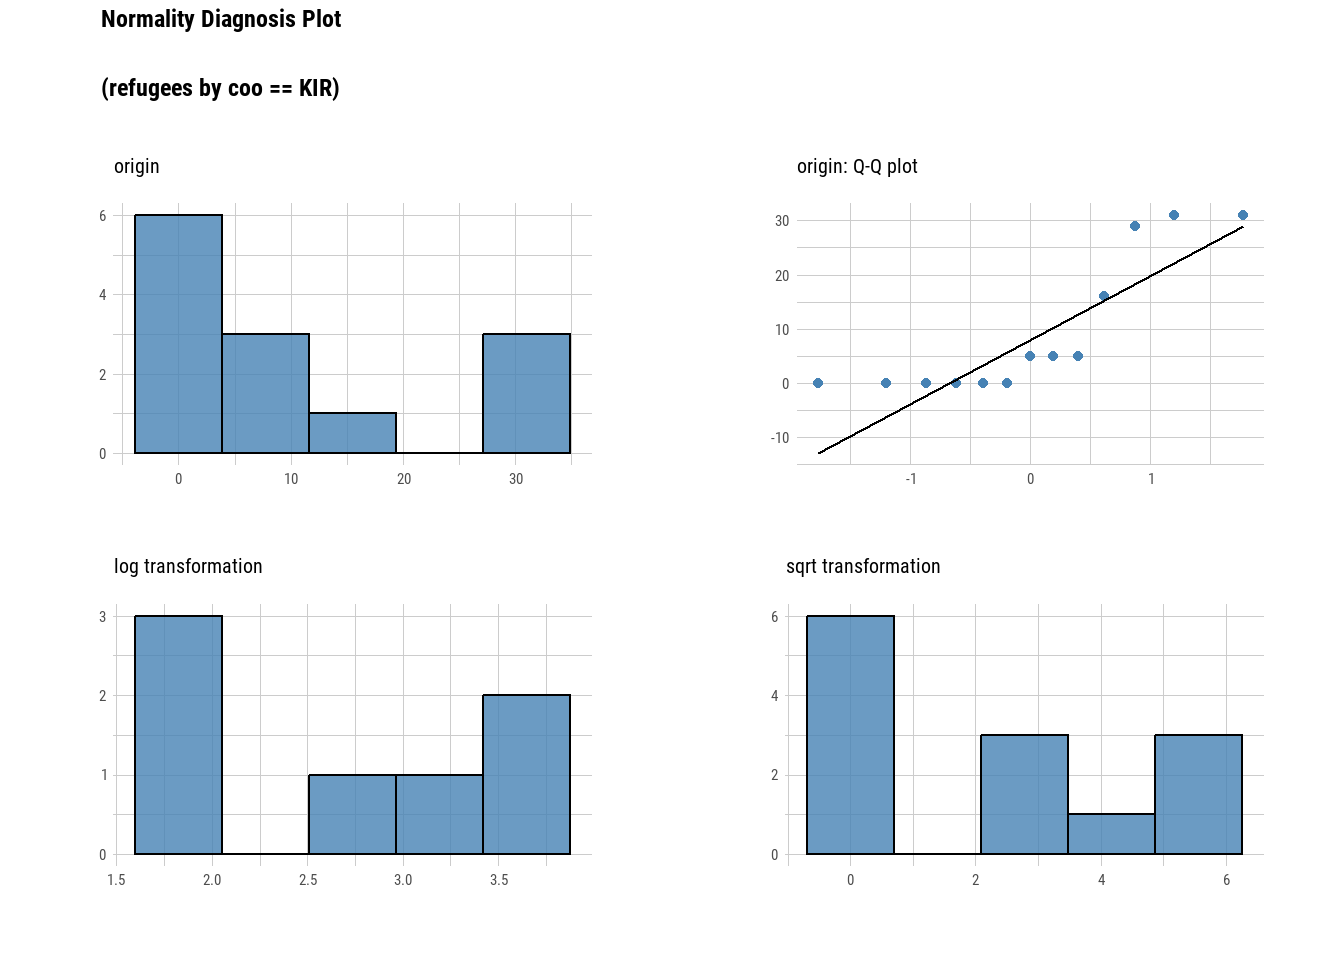 Normality Diagnosis Plot
(refugees by coo == KIR)
origin
6
4
2
0
0 10 20 30
origin: Q-Q plot
30
20
10
0
-10
-1 0 1
log transformation
3
2
1
0
1.5 2.0 2.5 3.0 3.5
sqrt transformation
6
4
2
0
0 2 4 6